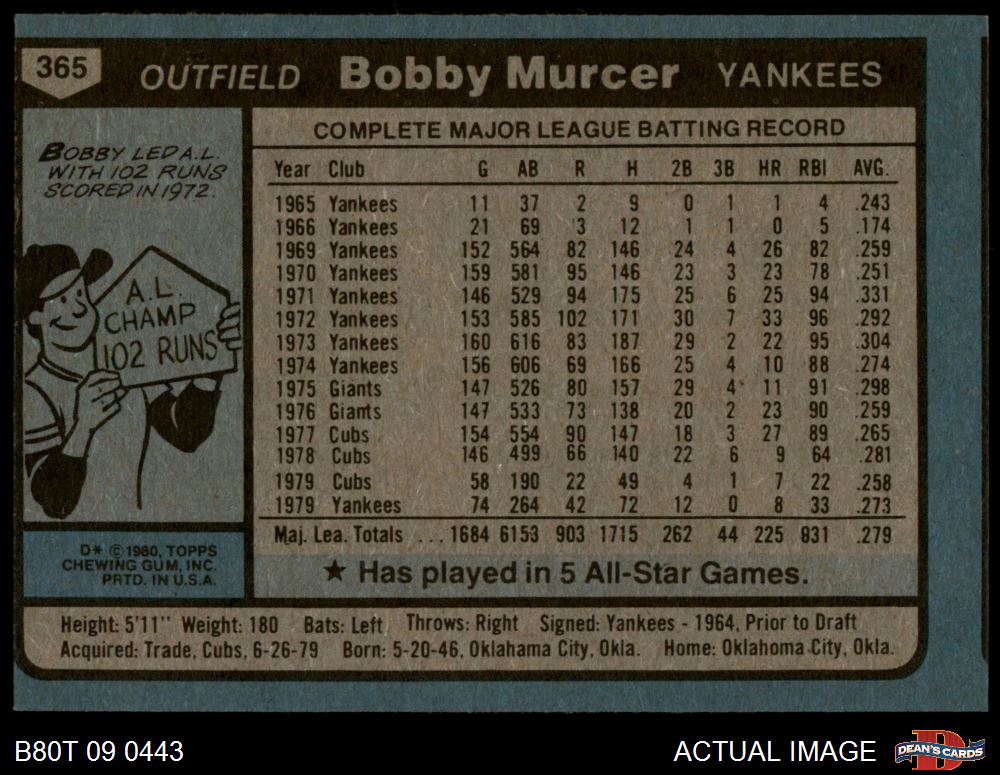 365 OUTFIELD Bobby Murcer YANKEES
BOBBY LED A.L.
WITH 102 RUNS
SCORED IN 1972.
A.L.
CHAMP
102 RUNS
D* © 1980, TOPPS
CHEWING GUM, INC.
PRTD. IN U.S.A.
COMPLETE MAJOR LEAGUE BATTING RECORD
Year Club G AB R H 2B 3B HR RBI AVG.
1965 Yankees 11 37 2 9 0 1 1 4 .243
1966 Yankees 21 69 3 12 1 1 0 5 .174
1969 Yankees 152 564 82 146 24 4 26 82 .259
1970 Yankees 159 581 95 146 23 3 23 78 .251
1971 Yankees 146 529 94 175 25 6 25 94 .331
1972 Yankees 153 585 102 171 30 7 33 96 .292
1973 Yankees 160 616 83 187 29 2 22 95 .304
1974 Yankees 156 606 69 166 25 4 10 88 .274
1975 Giants 147 526 80 157 29 4 11 91 .298
1976 Giants 147 533 73 138 20 2 23 90 .259
1977 Cubs 154 554 90 147 18 3 27 89 .265
1978 Cubs 146 499 66 140 22 6 9 64 .281
1979 Cubs 58 190 22 49 4 1 7 22 .258
1979 Yankees 74 264 42 72 12 0 8 33 .273
Maj. Lea. Totals ... 1684 6153 903 1715 262 44 225 831 .279
★ Has played in 5 All-Star Games.
Height: 5'11" Weight: 180 Bats: Left Throws: Right Signed: Yankees - 1964, Prior to Draft
Acquired: Trade, Cubs, 6-26-79 Born: 5-20-46, Oklahoma City, Okla. Home: Oklahoma City, Okla.
B80T 09 0443 ACTUAL IMAGE DEAN'S CARDS